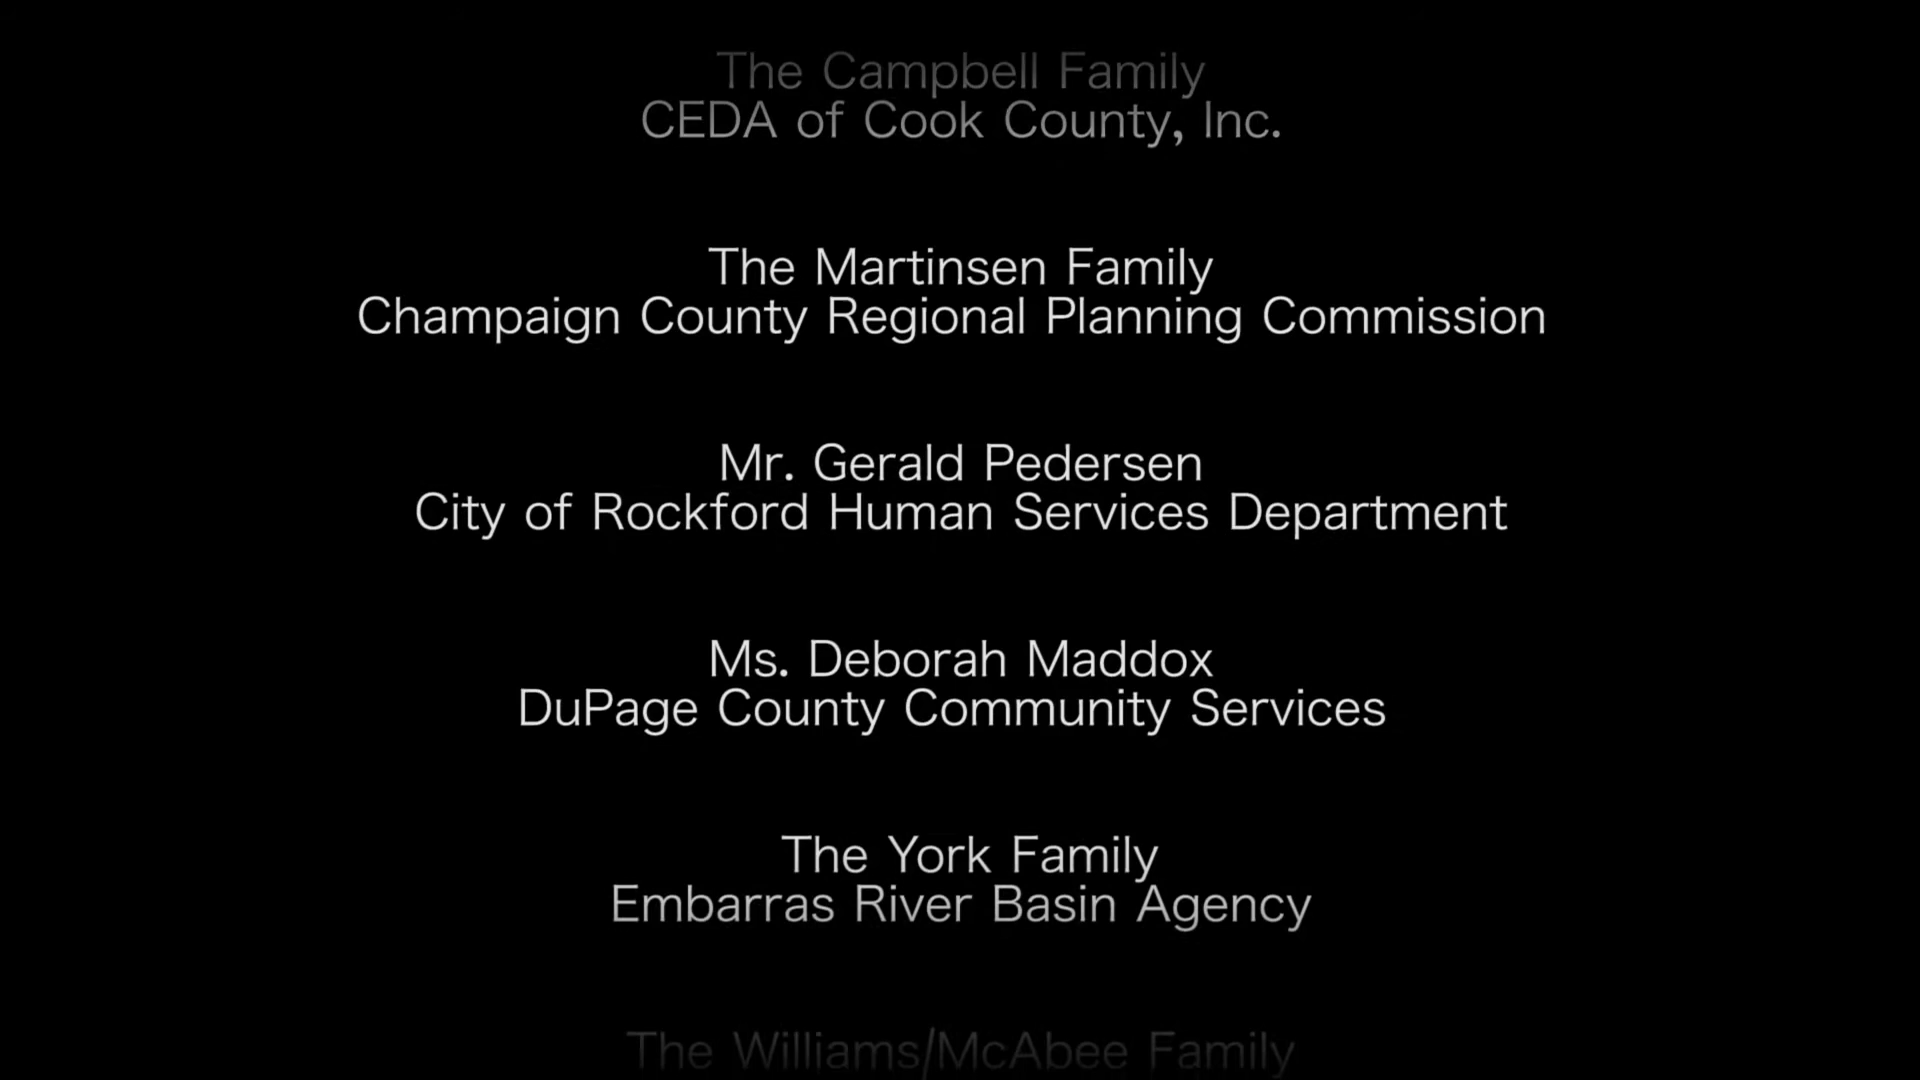 The Campbell Family
CEDA of Cook County, Inc.
The Martinsen Family
Champaign County Regional Planning Commission
Mr. Gerald Pedersen
City of Rockford Human Services Department
Ms. Deborah Maddox
DuPage County Community Services
The York Family
Embarras River Basin Agency
The Williams/McAbee Family